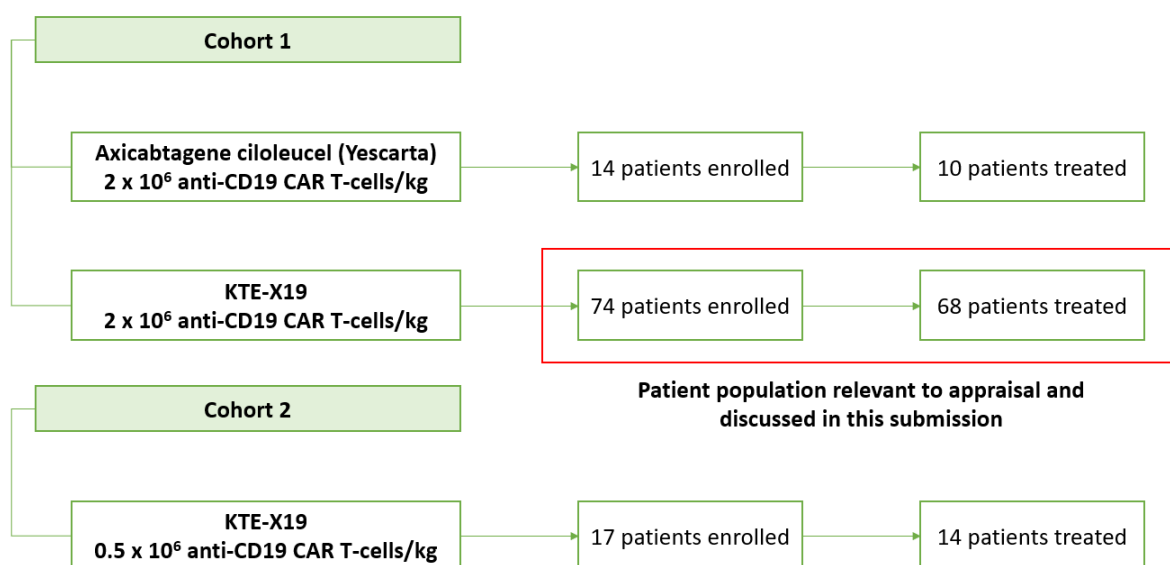 Cohort 1
Axicabtagene ciloleucel (Yescarta)
2 x 10⁶ anti-CD19 CAR T-cells/kg
14 patients enrolled
10 patients treated
KTE-X19
2 x 10⁶ anti-CD19 CAR T-cells/kg
74 patients enrolled
68 patients treated
Patient population relevant to appraisal and
discussed in this submission
Cohort 2
KTE-X19
0.5 x 10⁶ anti-CD19 CAR T-cells/kg
17 patients enrolled
14 patients treated